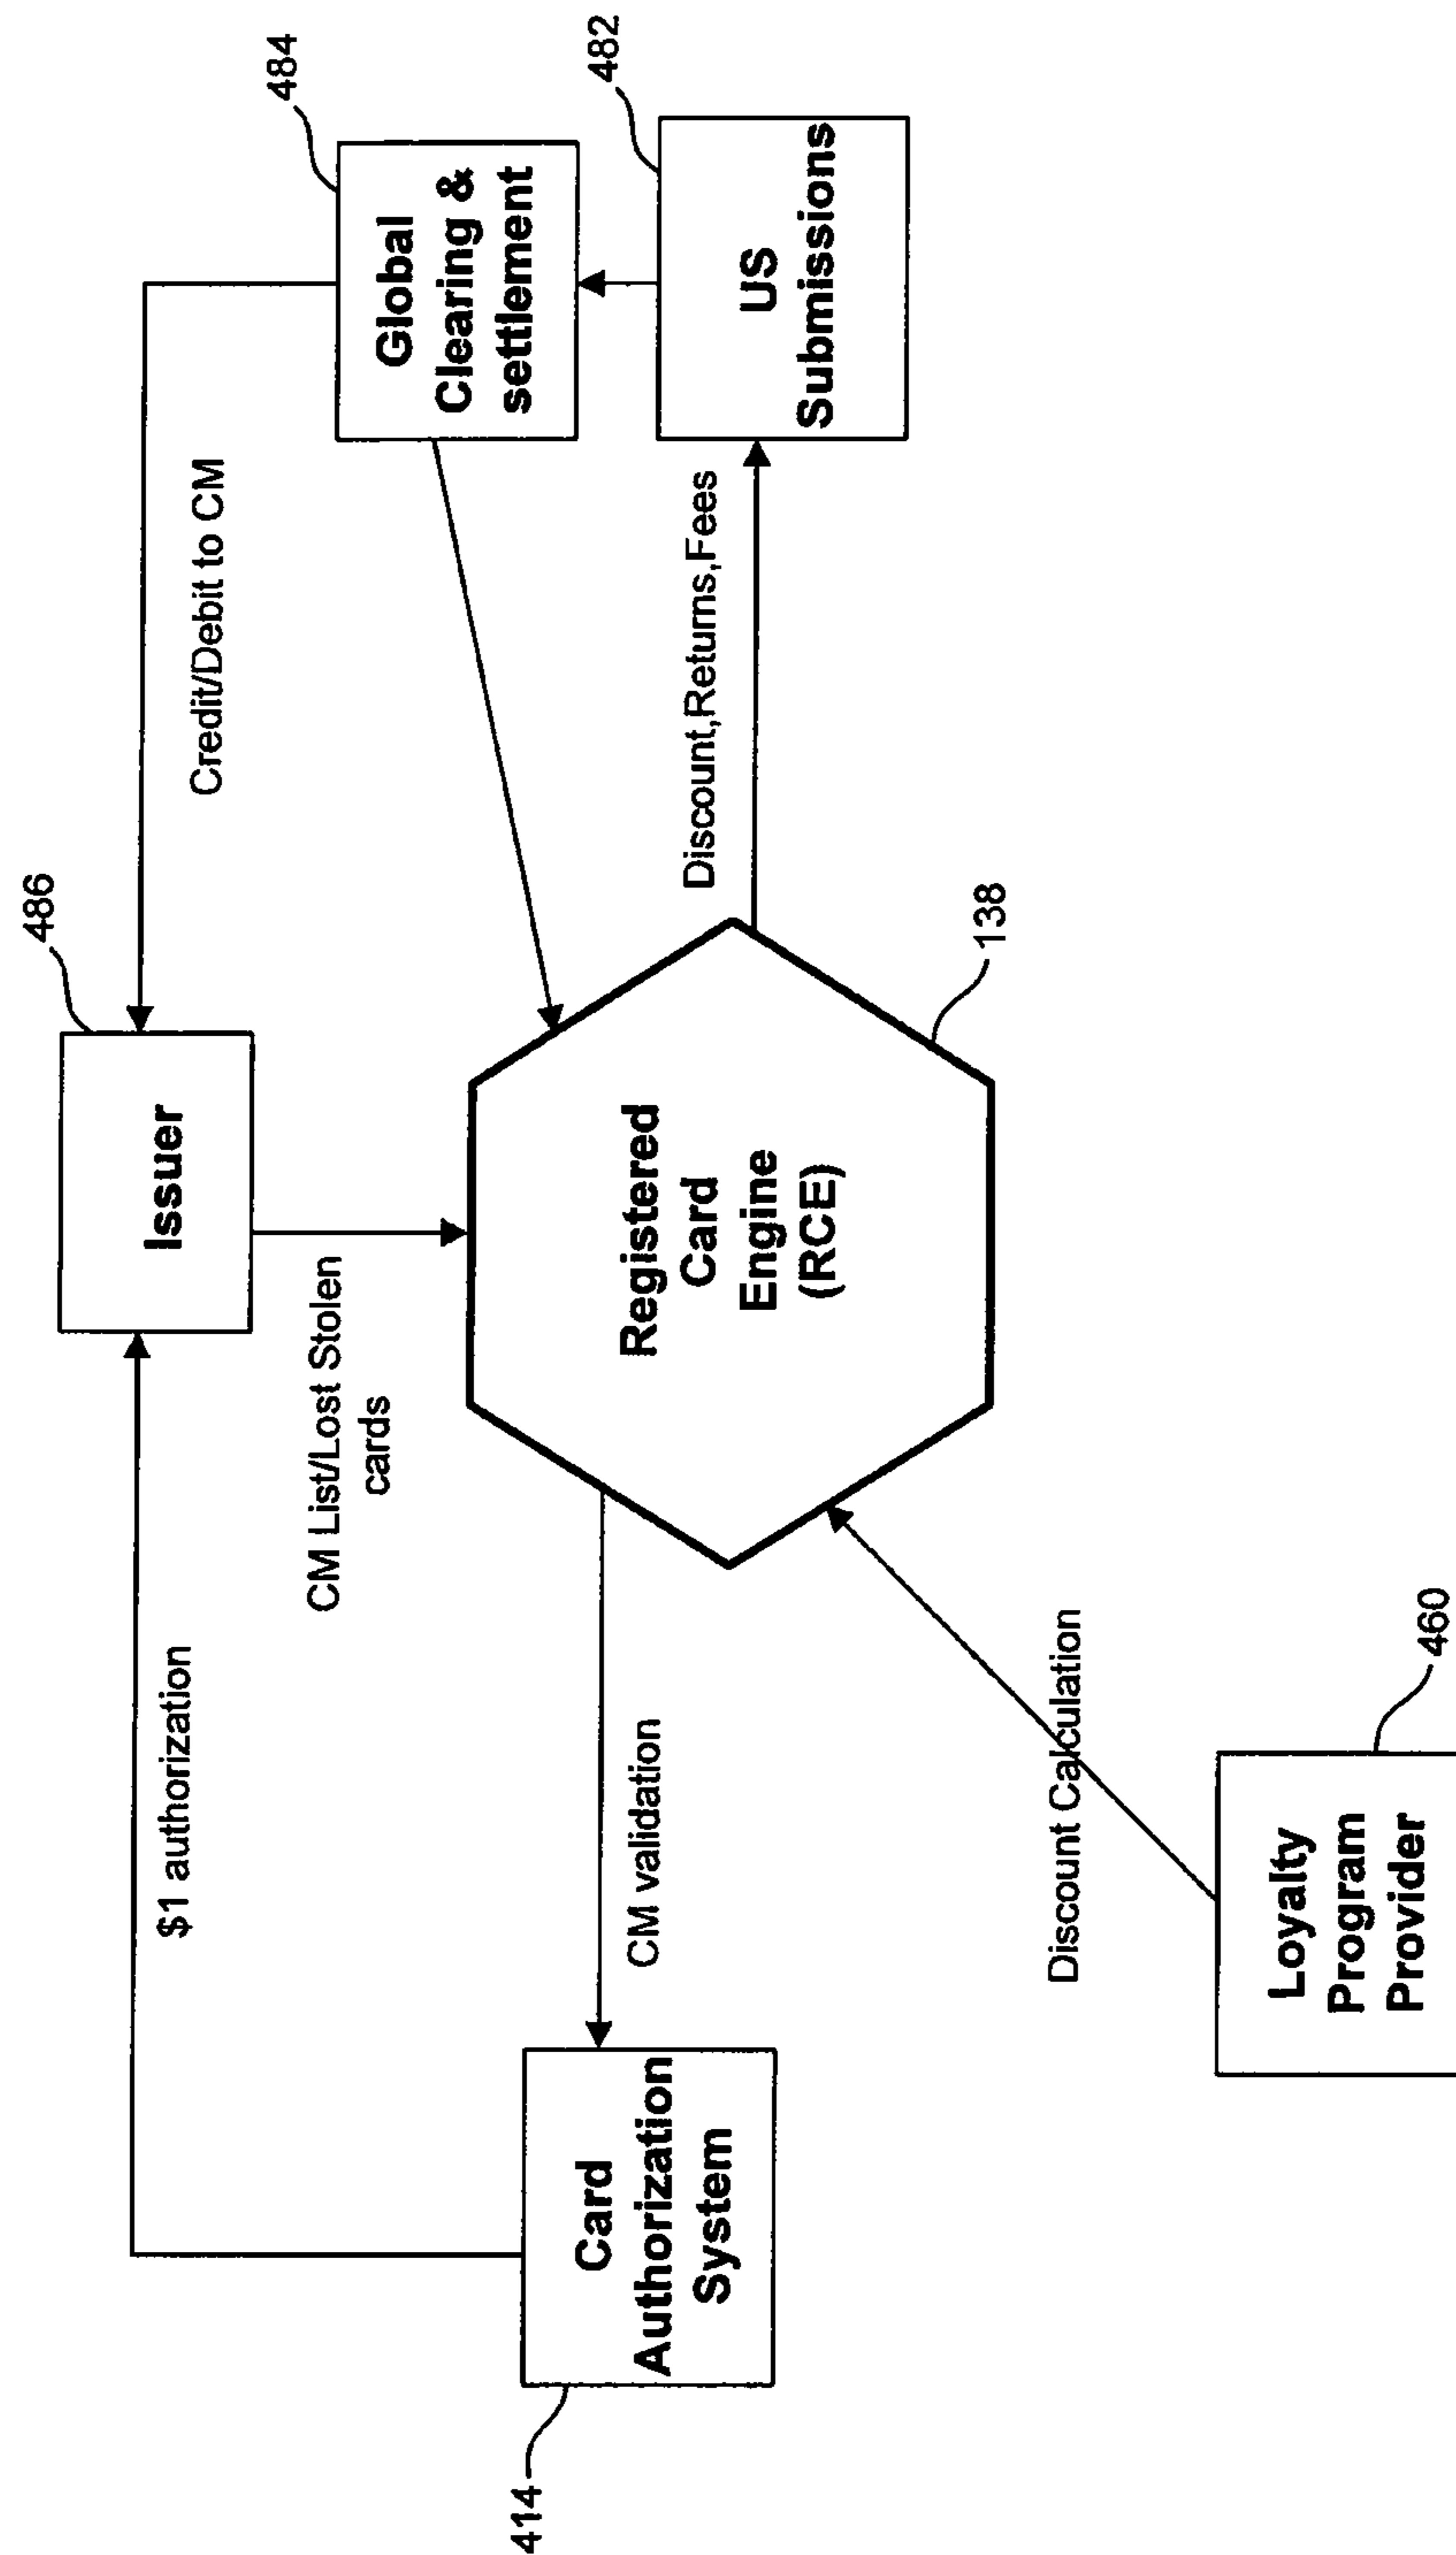 486
Issuer
$1 authorization
Credit/Debit to CM
CM List/Lost Stolen
cards
484
Global
Clearing &
settlement
414
Card
Authorization
System
CM validation
Registered
Card
Engine
(RCE)
138
Discount,Returns,Fees
482
US
Submissions
Discount Calculation
460
Loyalty
Program
Provider